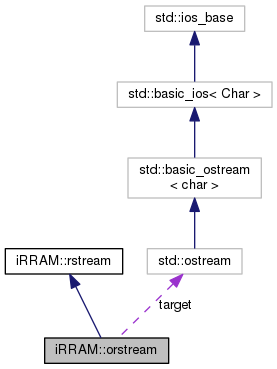 std::ios_base
std::basic_ios< Char >
std::basic_ostream
< char >
iRRAM::rstream
std::ostream
target
iRRAM::orstream